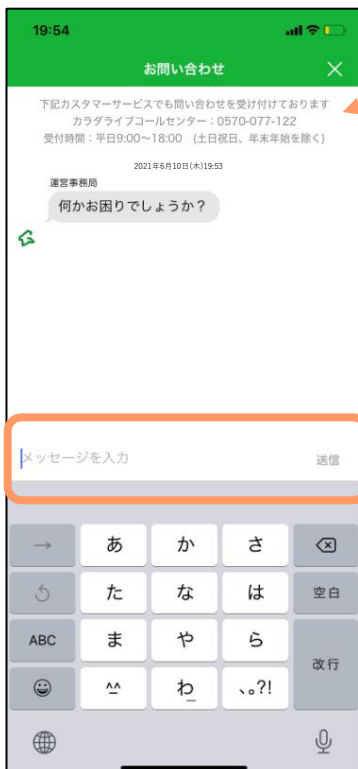 19:54
お問い合わせ
下記カスタマーサービスでも問い合わせを受け付けております
カラダライブコールセンター：0570-077-122
受付時間：平日9:00〜18:00　(土日祝日、年末年始を除く)
2021年6月10日(木)19:53
運営事務局
何かお困りでしょうか？
メッセージを入力 送信
→ あ か さ
た な は 空白
ABC ま や ら 改行
^^ わ_ 、。?!